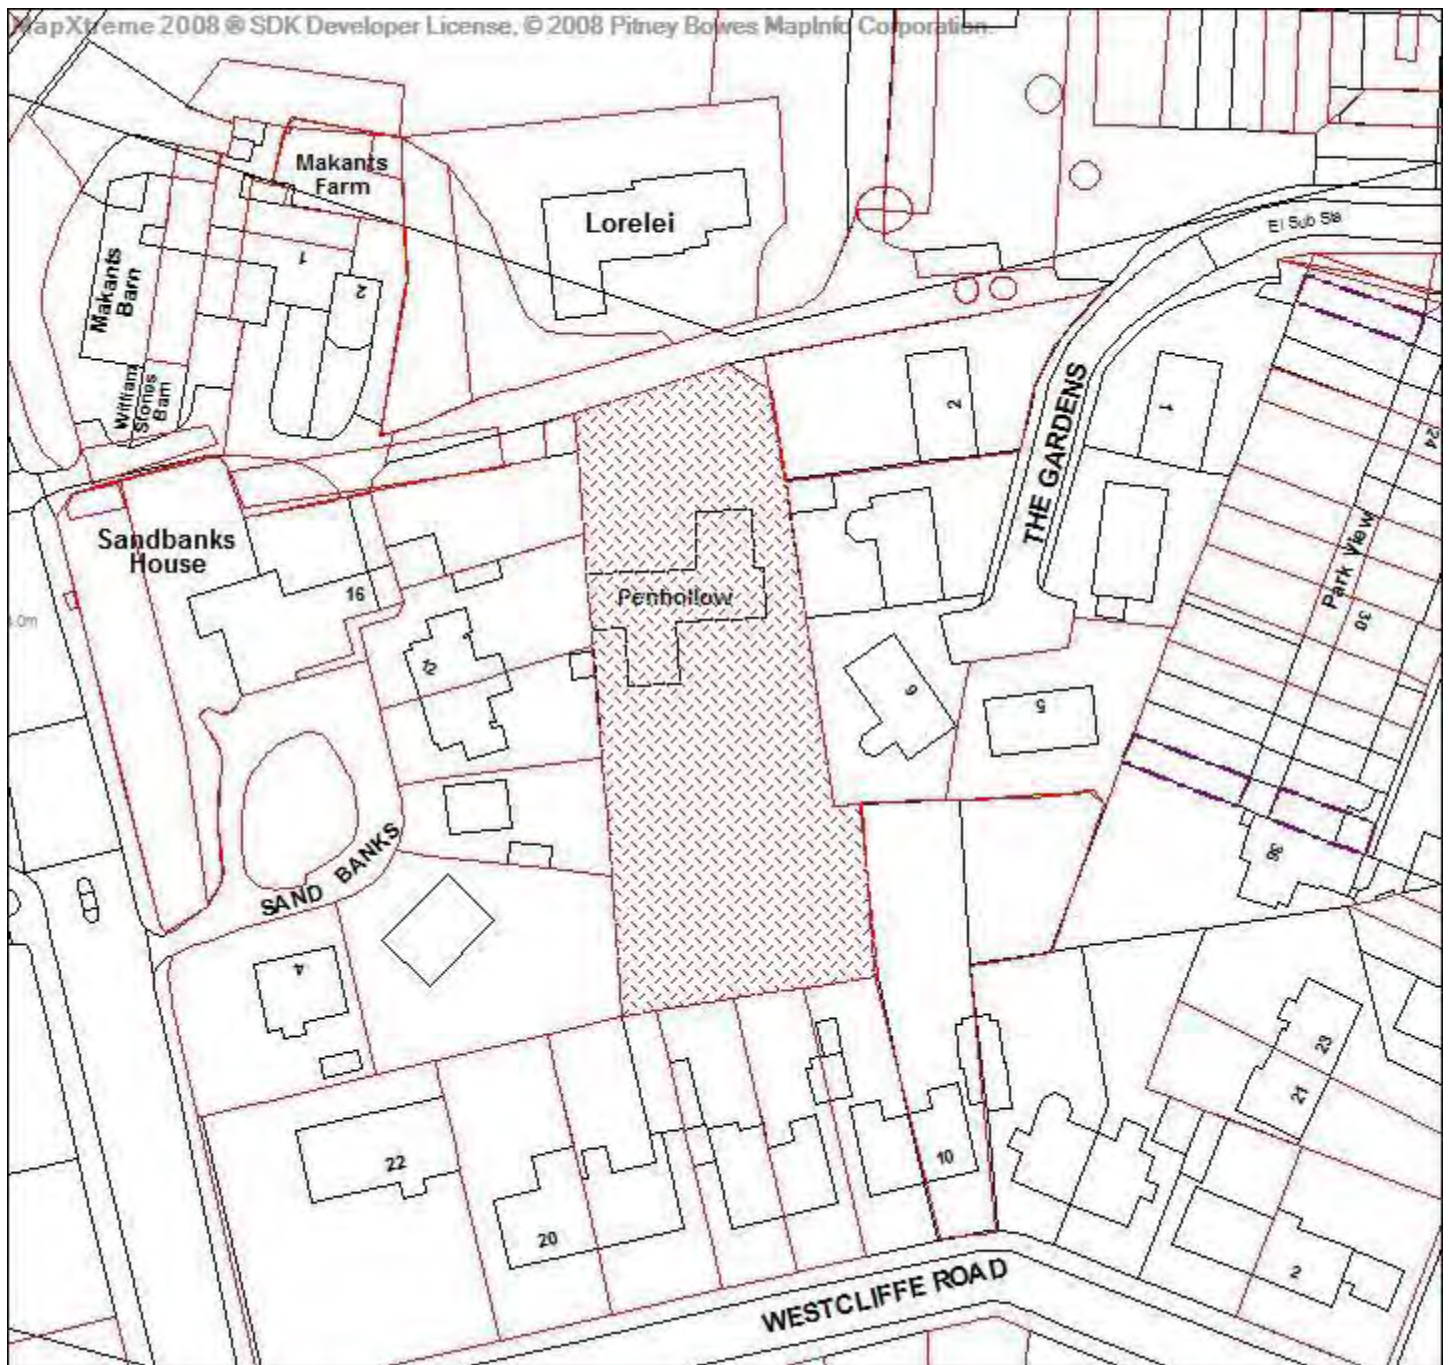 MapXtreme 2008 ® SDK Developer License, © 2008 Pitney Bowes MapInfo Corporation.
Makants
Farm
Lorelei
El Sub Sta
Makants
Barn
1
2
William
Stones
Barn
2
1
THE GARDENS
24
Sandbanks
House
16
Penhollow
Park View
30
12
6
5
.0m
SAND BANKS
36
4
23
21
22
10
20
2
WESTCLIFFE ROAD